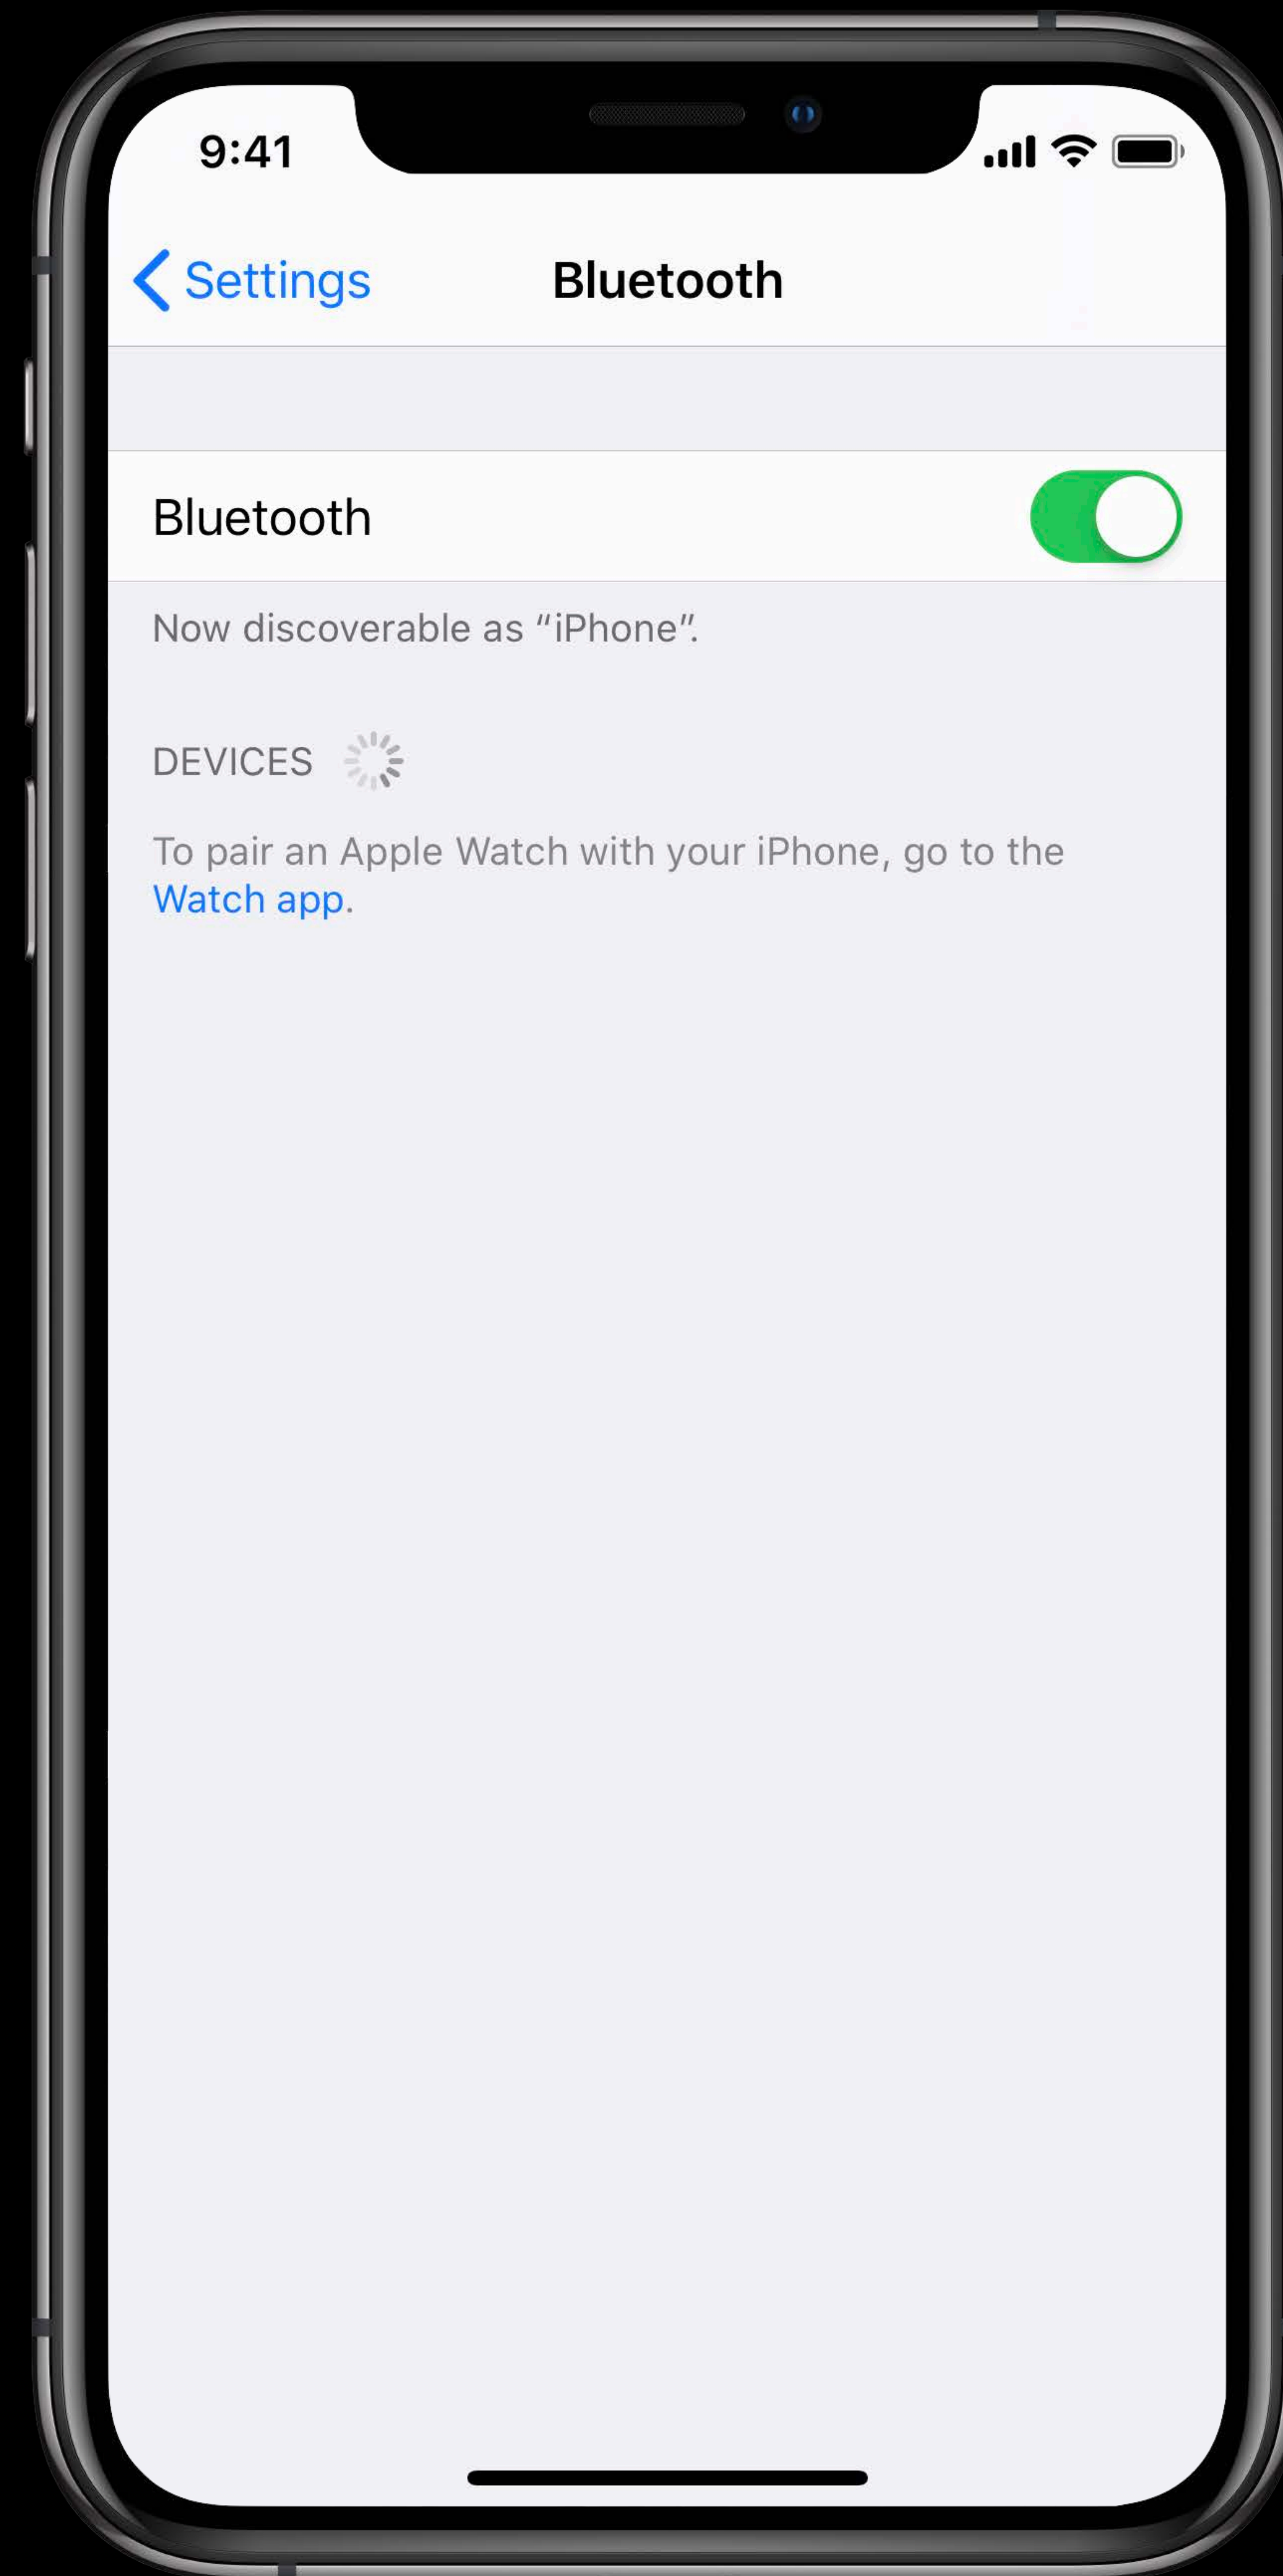 9:41
Settings
Bluetooth
Bluetooth
Now discoverable as “iPhone”.
DEVICES
To pair an Apple Watch with your iPhone, go to the
Watch app.